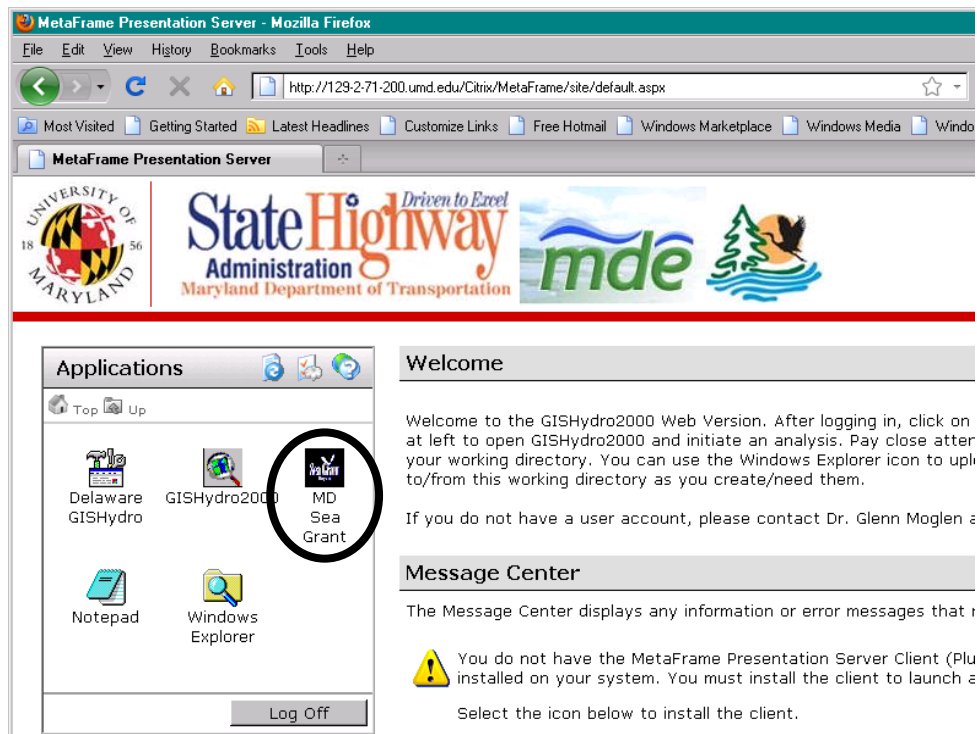 MetaFrame Presentation Server - Mozilla Firefox
File Edit View History Bookmarks Tools Help
http://129-2-71-200.umd.edu/Citrix/MetaFrame/site/default.aspx
Most Visited Getting Started Latest Headlines Customize Links Free Hotmail Windows Marketplace Windows Media Windo
MetaFrame Presentation Server
UNIVERSITY OF
18 56
MARYLAND
State Highway
Driven to Excel
Administration
Maryland Department of Transportation
mde
Applications
Top Up
Sea Grant
Delaware
GISHydro
GISHydro2000
MD
Sea
Grant
Notepad
Windows
Explorer
Log Off
Welcome
Welcome to the GISHydro2000 Web Version. After logging in, click on
at left to open GISHydro2000 and initiate an analysis. Pay close atten
your working directory. You can use the Windows Explorer icon to uplo
to/from this working directory as you create/need them.
If you do not have a user account, please contact Dr. Glenn Moglen a
Message Center
The Message Center displays any information or error messages that
You do not have the MetaFrame Presentation Server Client (Plu
installed on your system. You must install the client to launch a
Select the icon below to install the client.